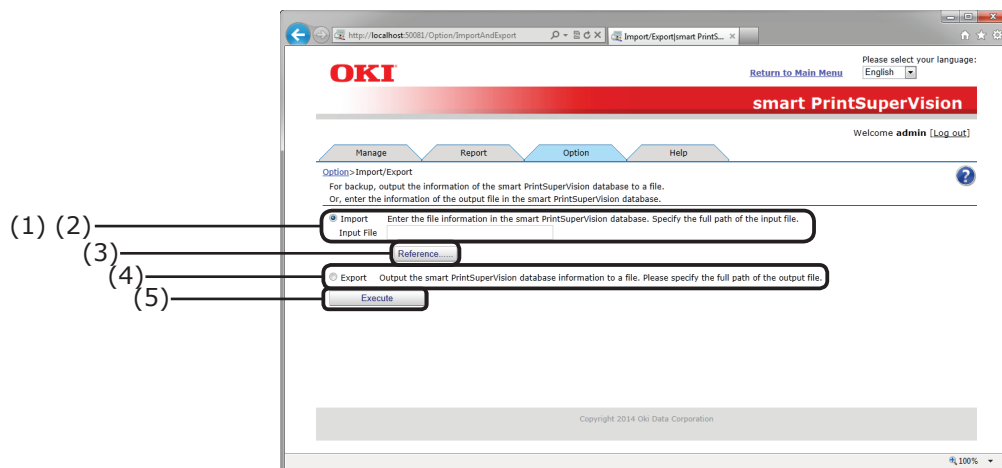 http://localhost:50081/Option/ImportAndExport
Import/Export|smart PrintS...
OKI
Return to Main Menu
Please select your language:
English
smart PrintSuperVision
Welcome admin [Log out]
Manage Report Option Help
Option>Import/Export
For backup, output the information of the smart PrintSuperVision database to a file.
Or, enter the information of the output file in the smart PrintSuperVision database.
(1) (2)
Import Enter the file information in the smart PrintSuperVision database. Specify the full path of the input file.
Input File
(3)
Reference......
(4)
Export Output the smart PrintSuperVision database information to a file. Please specify the full path of the output file.
(5)
Execute
Copyright 2014 Oki Data Corporation
100%